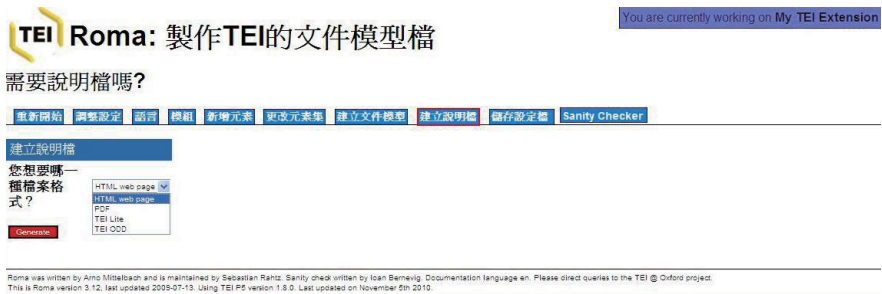 You are currently working on My TEI Extension
TEI Roma: 製作TEI的文件模型檔
需要說明檔嗎?
重新開始 調整設定 語言 模組 新增元素 更改元素集 建立文件模型 建立說明檔 儲存設定檔 Sanity Checker
建立說明檔
您想要哪一
種檔案格
式？
HTML web page
HTML web page
PDF
TEI Lite
TEI ODD
Generate
Roma was written by Arno Mittelbach and is maintained by Sebastian Rahtz. Sanity check written by Ioan Bernevig. Documentation language en. Please direct queries to the TEI @ Oxford project.
This is Roma version 3.12, last updated 2009-07-13. Using TEI P5 version 1.8.0. Last updated on November 5th 2010.